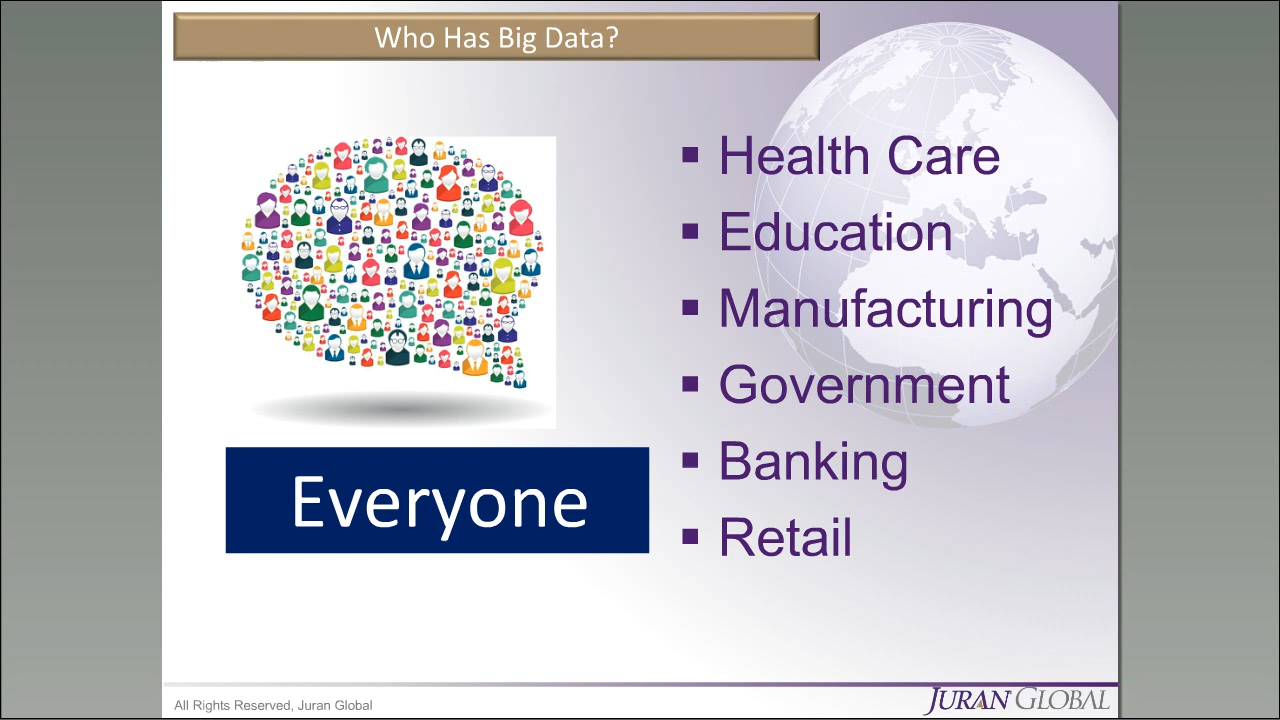 Who Has Big Data?
Everyone
▪ Health Care
▪ Education
▪ Manufacturing
▪ Government
▪ Banking
▪ Retail
All Rights Reserved, Juran Global
JURAN GLOBAL